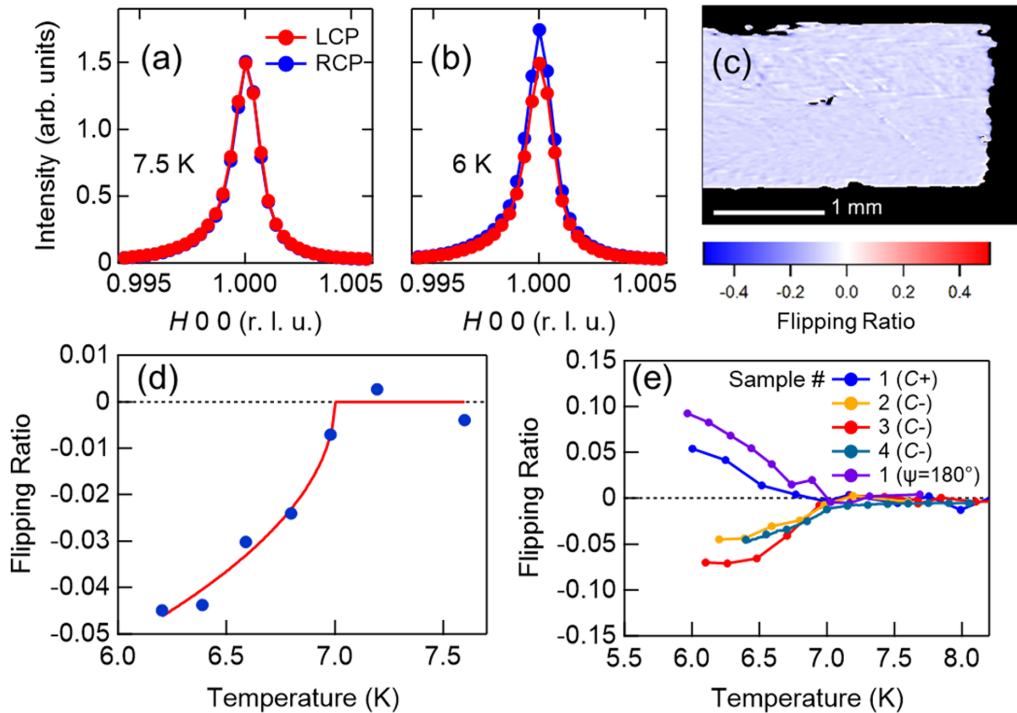 (a)
LCP
RCP
7.5 K
Intensity (arb. units)
1.5
1.0
0.5
0
0.995
1.000
1.005
H 0 0 (r. l. u.)
(b)
6 K
0.995
1.000
1.005
H 0 0 (r. l. u.)
(c)
1 mm
-0.4
-0.2
0.0
0.2
0.4
Flipping Ratio
(d)
Flipping Ratio
0.01
0
-0.01
-0.02
-0.03
-0.04
-0.05
6.0
6.5
7.0
7.5
Temperature (K)
(e)
Sample #
1 (C+)
2 (C-)
3 (C-)
4 (C-)
1 (ψ=180°)
Flipping Ratio
0.15
0.10
0.05
0
-0.05
-0.10
-0.15
5.5
6.0
6.5
7.0
7.5
8.0
Temperature (K)